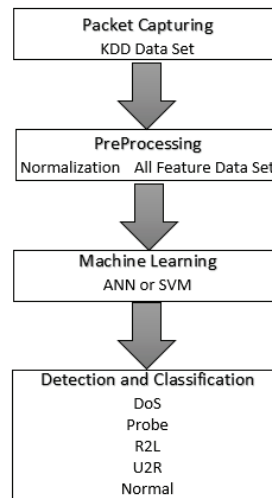 Packet Capturing
KDD Data Set
PreProcessing
Normalization All Feature Data Set
Machine Learning
ANN or SVM
Detection and Classification
DoS
Probe
R2L
U2R
Normal